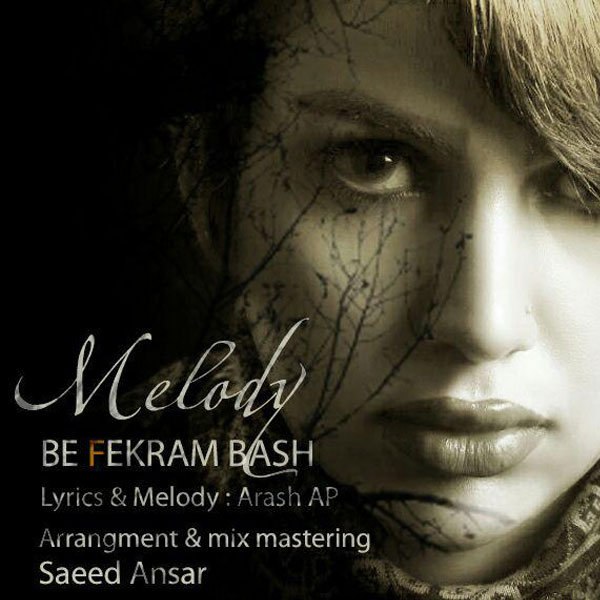 Melody
BE FEKRAM BASH
Lyrics & Melody : Arash AP
Arrangment & mix mastering
Saeed Ansar